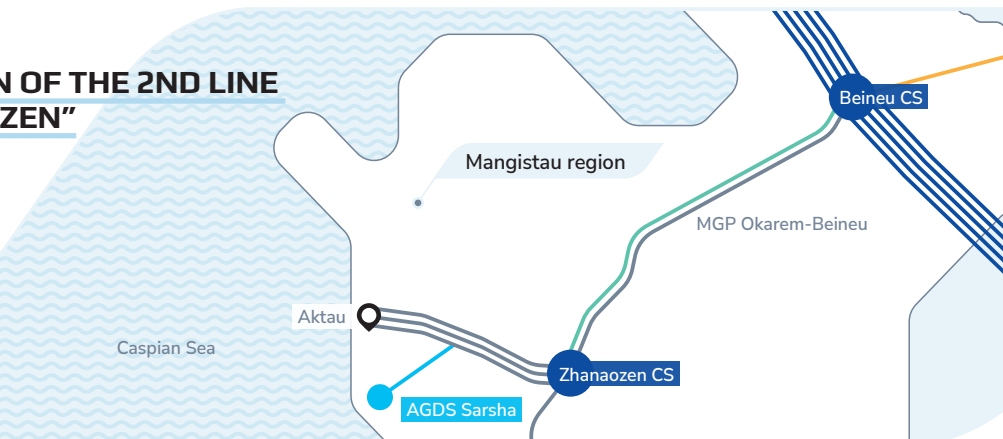 N OF THE 2ND LINE
ZEN”
Beineu CS
Mangistau region
MGP Okarem-Beineu
Aktau
Caspian Sea
Zhanaozen CS
AGDS Sarsha